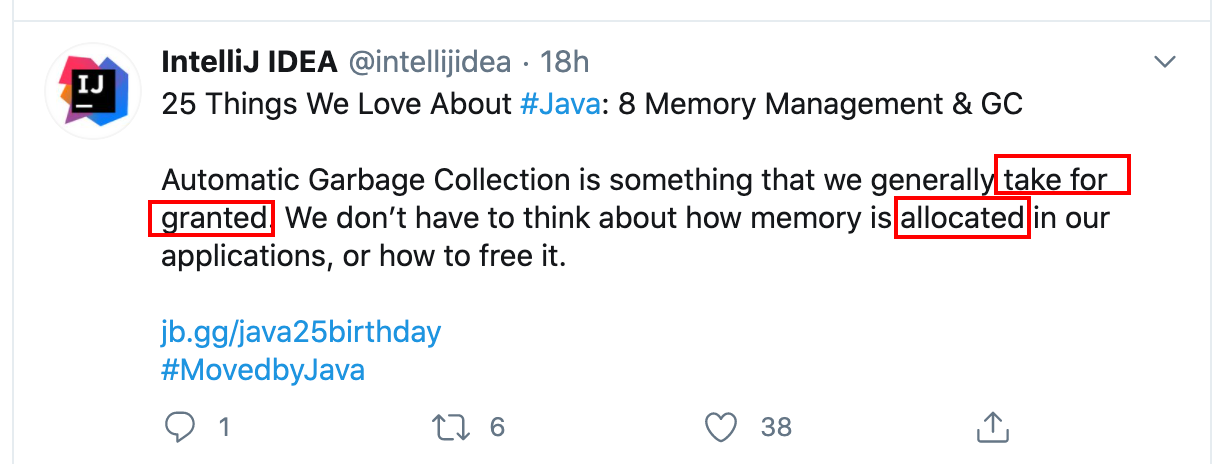 IJ
IntelliJ IDEA @intellijidea · 18h
25 Things We Love About #Java: 8 Memory Management & GC
Automatic Garbage Collection is something that we generally take for
granted. We don’t have to think about how memory is allocated in our
applications, or how to free it.
jb.gg/java25birthday
#MovedbyJava
1 6 38